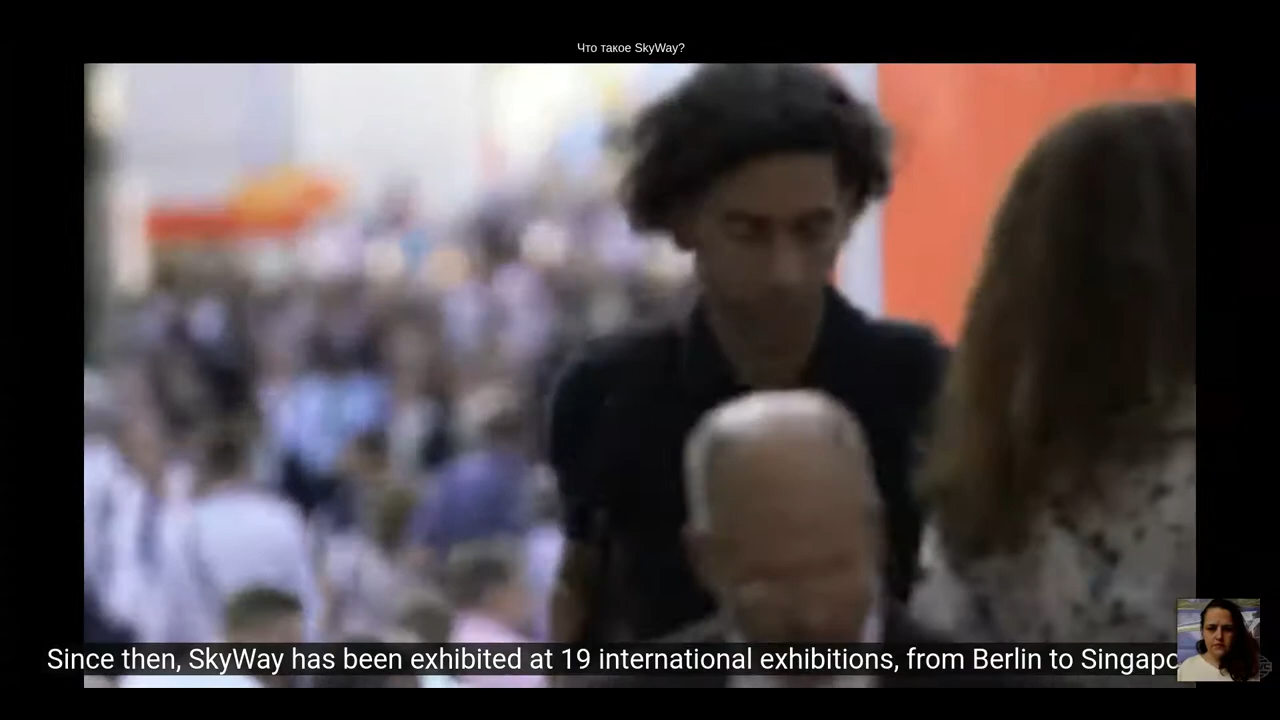 Что такое SkyWay?
Since then, SkyWay has been exhibited at 19 international exhibitions, from Berlin to